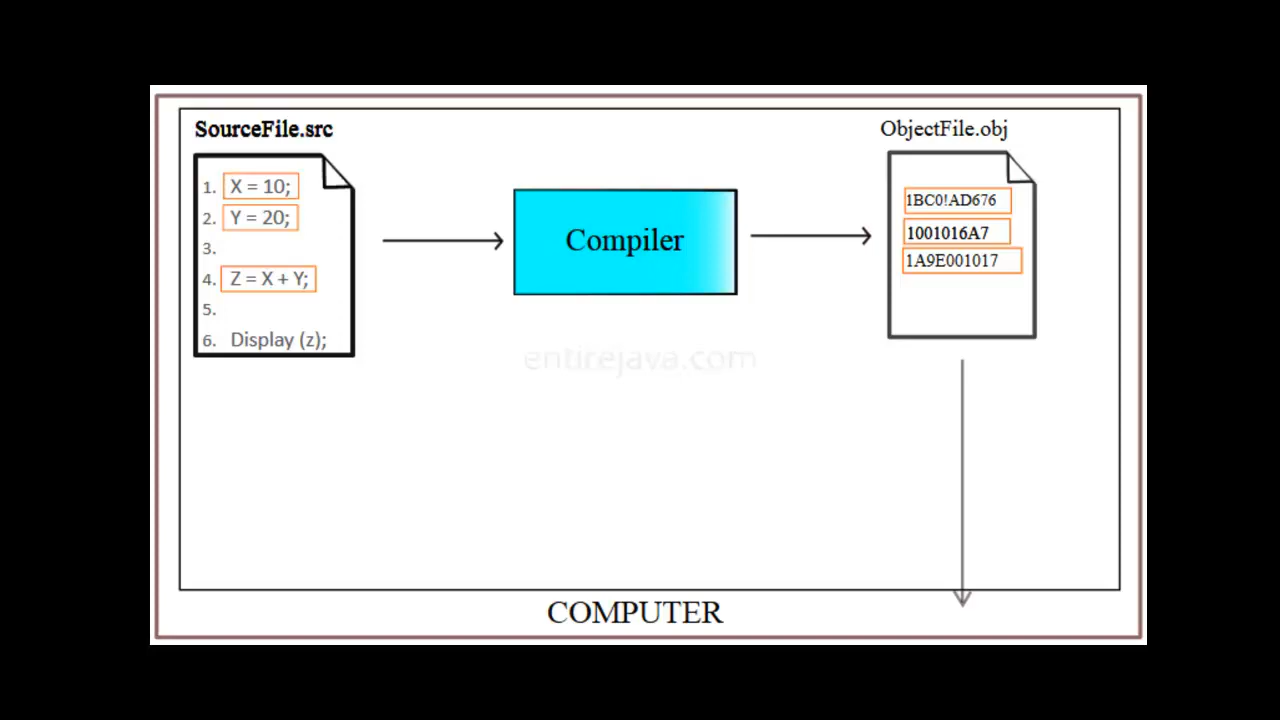 SourceFile.src
1. X = 10;
2. Y = 20;
3.
4. Z = X + Y;
5.
6. Display (z);
Compiler
ObjectFile.obj
1BC0!AD676
1001016A7
1A9E001017
entirejava.com
COMPUTER